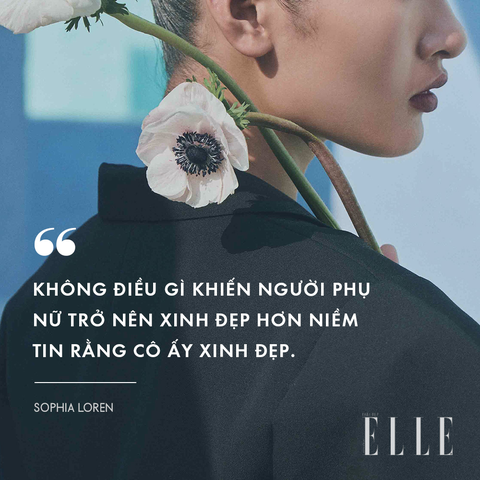 “
KHÔNG ĐIỀU GÌ KHIẾN NGƯỜI PHỤ
NỮ TRỞ NÊN XINH ĐẸP HƠN NIỀM
TIN RẰNG CÔ ẤY XINH ĐẸP.
SOPHIA LOREN
ELLE